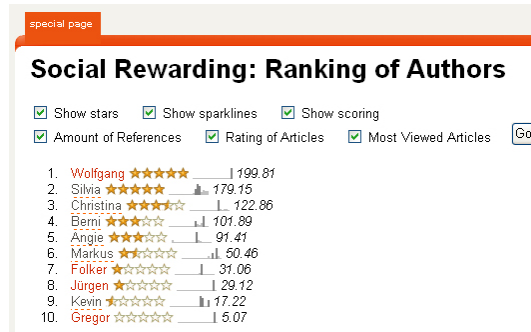 special page
Social Rewarding: Ranking of Authors
Show stars Show sparklines Show scoring
Amount of References Rating of Articles Most Viewed Articles Go
1. Wolfgang 199.81
2. Silvia 179.15
3. Christina 122.86
4. Berni 101.89
5. Angie 91.41
6. Markus 50.46
7. Folker 31.06
8. Jürgen 29.12
9. Kevin 17.22
10. Gregor 5.07